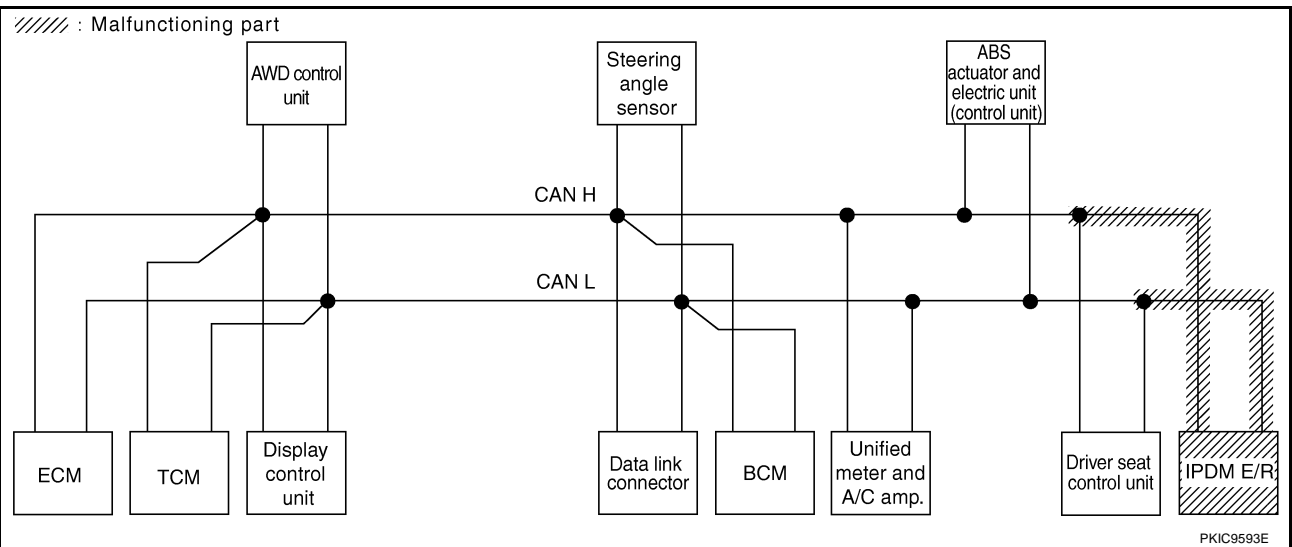 : Malfunctioning part
AWD control
unit
Steering
angle
sensor
ABS
actuator and
electric unit
(control unit)
CAN H
CAN L
ECM
TCM
Display
control
unit
Data link
connector
BCM
Unified
meter and
A/C amp.
Driver seat
control unit
IPDM E/R
PKIC9593E